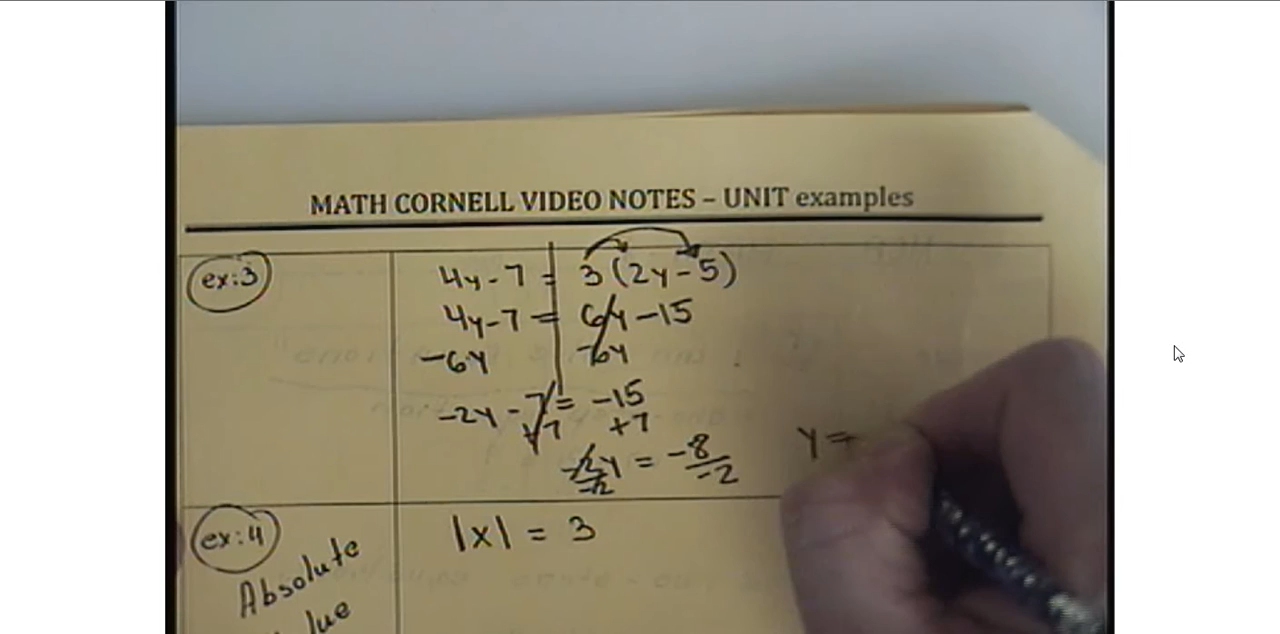 MATH CORNELL VIDEO NOTES – UNIT examples
ex:3
4y-7 = 3(2y-5)
4y-7 = 6y-15
-6y -6y
-2y-7 = -15
+7 +7
-2y/-2 = -8/-2
y=
ex:4
|x| = 3
Absolute